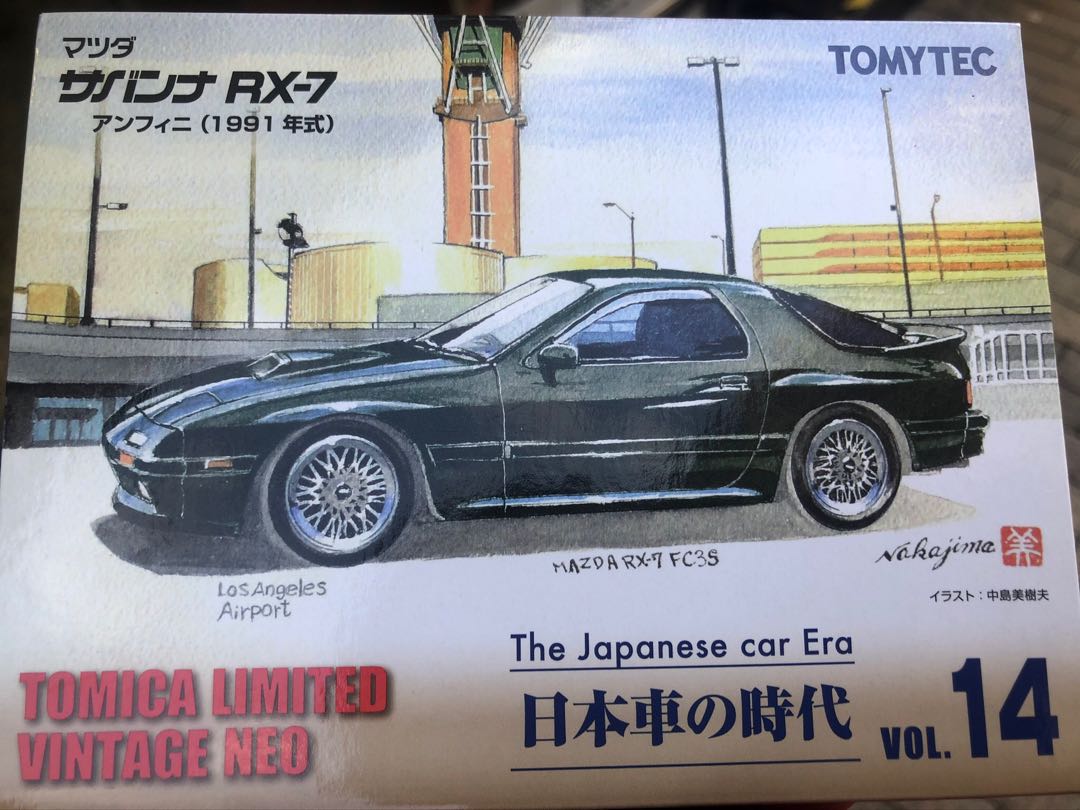 マツダ
サバンナ RX-7
アンフィニ（1991年式）
TOMYTEC
Los Angeles
Airport
MAZDA RX-7 FC3S
Nakajima
イラスト：中島美樹夫
TOMICA LIMITED
VINTAGE NEO
The Japanese car Era
日本車の時代
VOL. 14